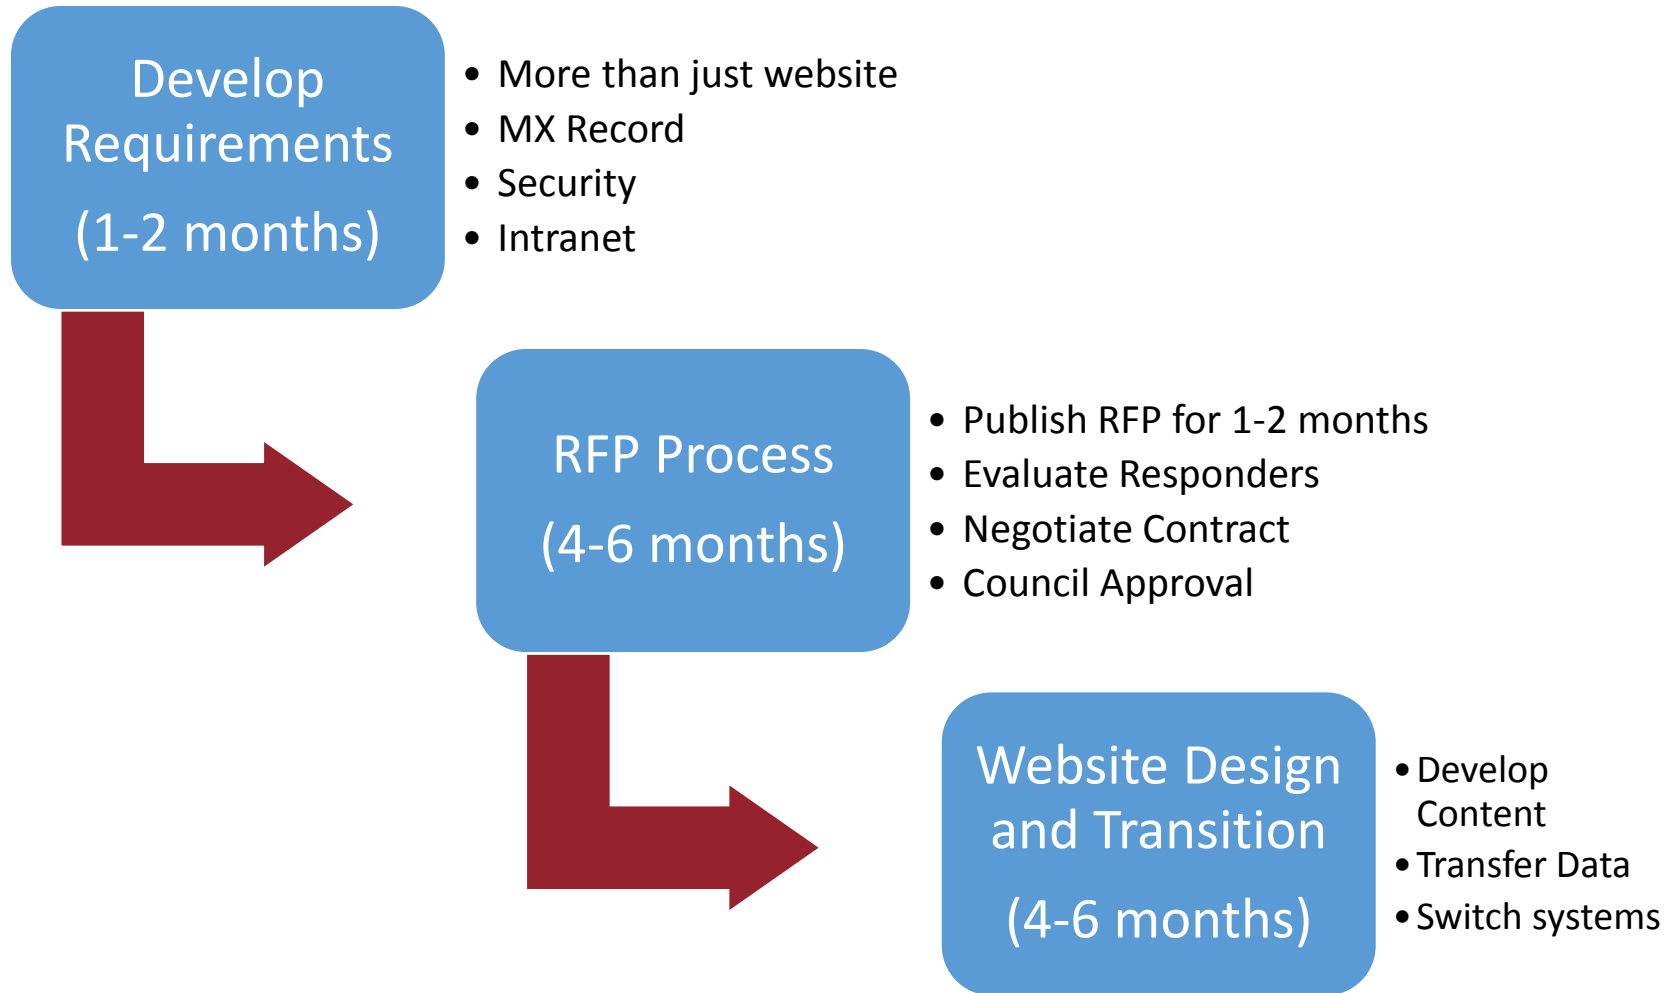 Develop
Requirements
(1-2 months)
• More than just website
• MX Record
• Security
• Intranet
RFP Process
(4-6 months)
• Publish RFP for 1-2 months
• Evaluate Responders
• Negotiate Contract
• Council Approval
Website Design
and Transition
(4-6 months)
• Develop
Content
• Transfer Data
• Switch systems